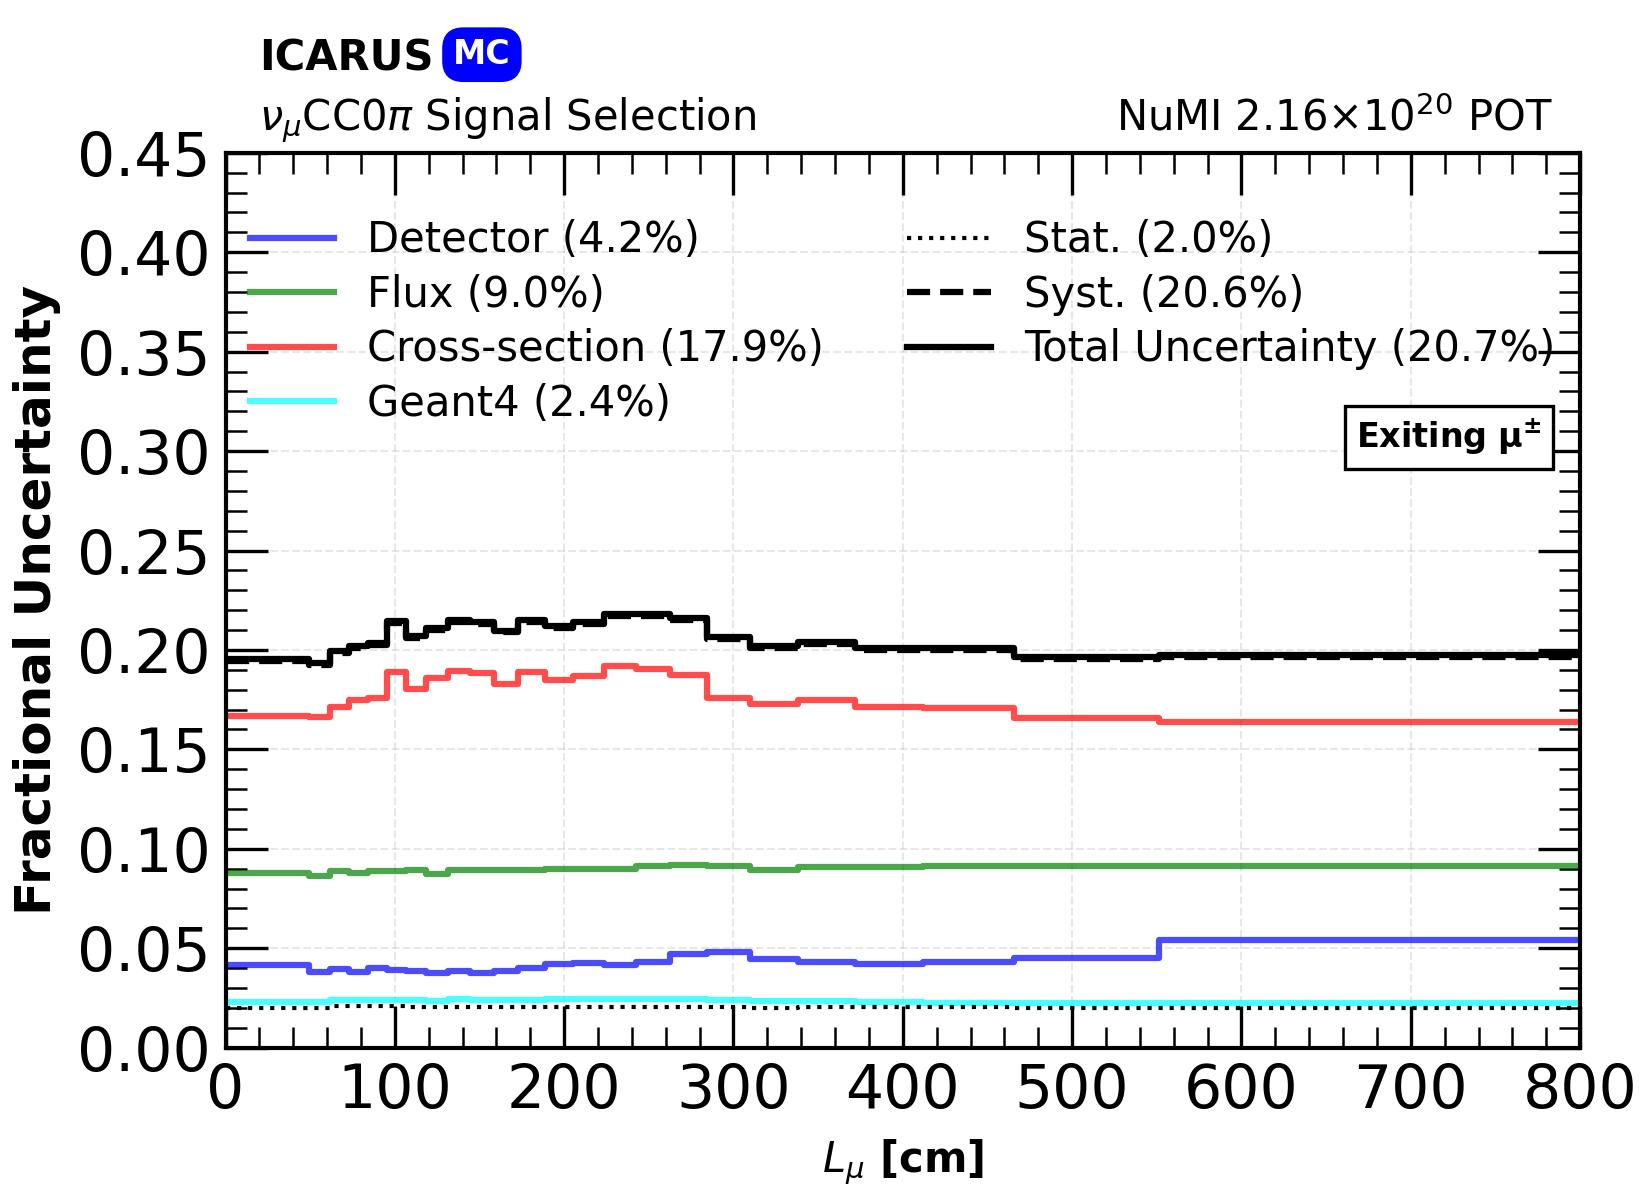 ICARUS MC
νμCC0π Signal Selection NuMI 2.16×10²⁰ POT
Detector (4.2%) Stat. (2.0%)
Flux (9.0%) Syst. (20.6%)
Cross-section (17.9%) Total Uncertainty (20.7%)
Geant4 (2.4%)
Exiting μ±
Fractional Uncertainty
0.45
0.40
0.35
0.30
0.25
0.20
0.15
0.10
0.05
0.00
0 100 200 300 400 500 600 700 800
Lμ [cm]